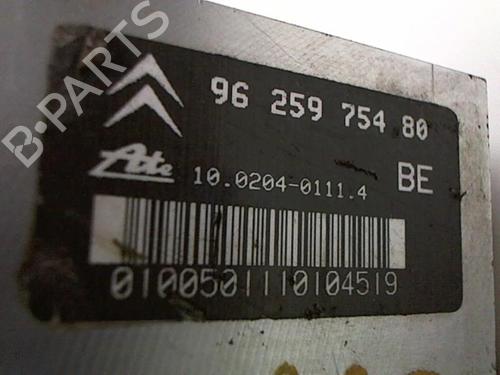 B-PARTS
96 259 754 80
Ate
10.0204-0111.4
BE
0100501110104519